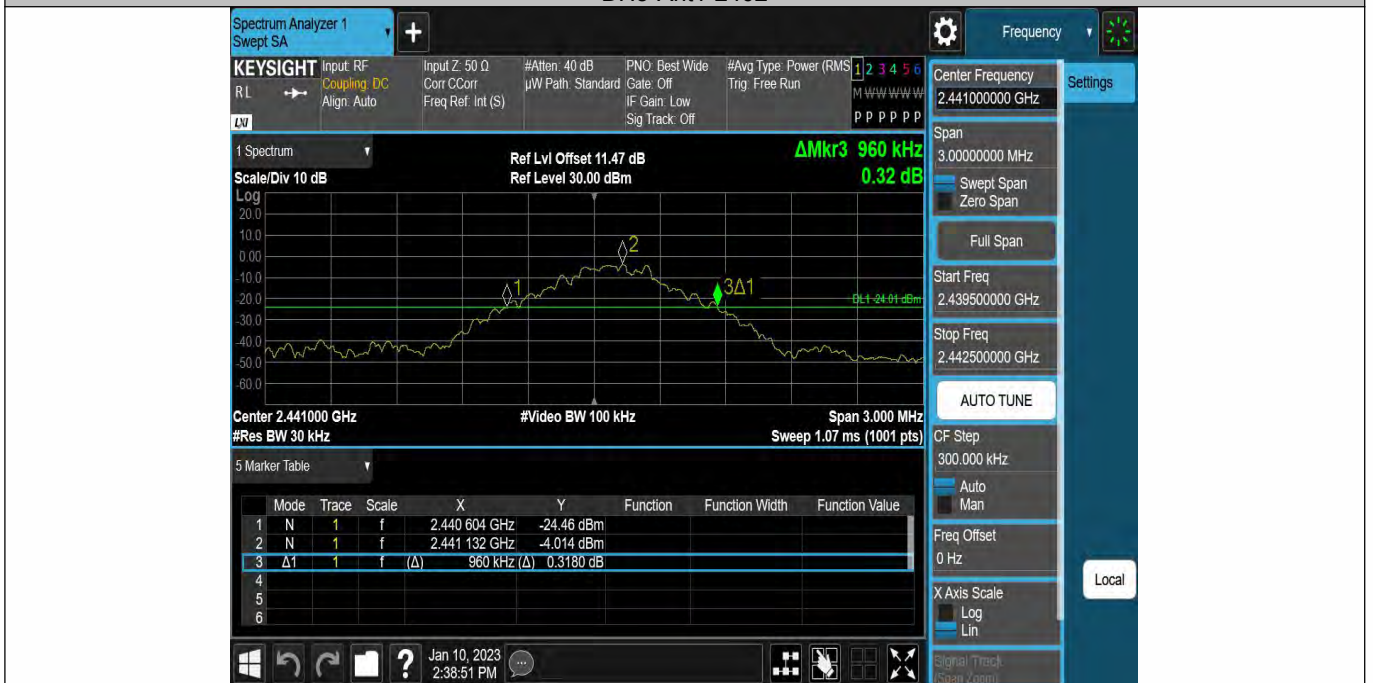 Spectrum Analyzer 1
Swept SA
Frequency
KEYSIGHT
RL
LXI
Input: RF
Coupling: DC
Align: Auto
Input Z: 50 Ω
Corr CCorr
Freq Ref: Int (S)
#Atten: 40 dB
µW Path: Standard
PNO: Best Wide
Gate: Off
IF Gain: Low
Sig Track: Off
#Avg Type: Power (RMS
Trig: Free Run
1 2 3 4 5 6
M W W W W W
P P P P P P
Center Frequency
2.441000000 GHz
Settings
1 Spectrum
Scale/Div 10 dB
Ref Lvl Offset 11.47 dB
Ref Level 30.00 dBm
ΔMkr3 960 kHz
0.32 dB
Log
20.0
10.0
0.00
-10.0
-20.0
-30.0
-40.0
-50.0
-60.0
1
2
3Δ1
DL1 -24.01 dBm
Center 2.441000 GHz
#Video BW 100 kHz
Span 3.000 MHz
#Res BW 30 kHz
Sweep 1.07 ms (1001 pts)
Span
3.00000000 MHz
Swept Span
Zero Span
Full Span
Start Freq
2.439500000 GHz
Stop Freq
2.442500000 GHz
AUTO TUNE
CF Step
300.000 kHz
Auto
Man
Freq Offset
0 Hz
X Axis Scale
Log
Lin
Signal Track
(Span Zoom)
Local
5 Marker Table
Mode Trace Scale X Y Function Function Width Function Value
1 N 1 f 2.440 604 GHz -24.46 dBm
2 N 1 f 2.441 132 GHz -4.014 dBm
3 Δ1 1 f (Δ) 960 kHz (Δ) 0.3180 dB
4
5
6
?
Jan 10, 2023
2:38:51 PM